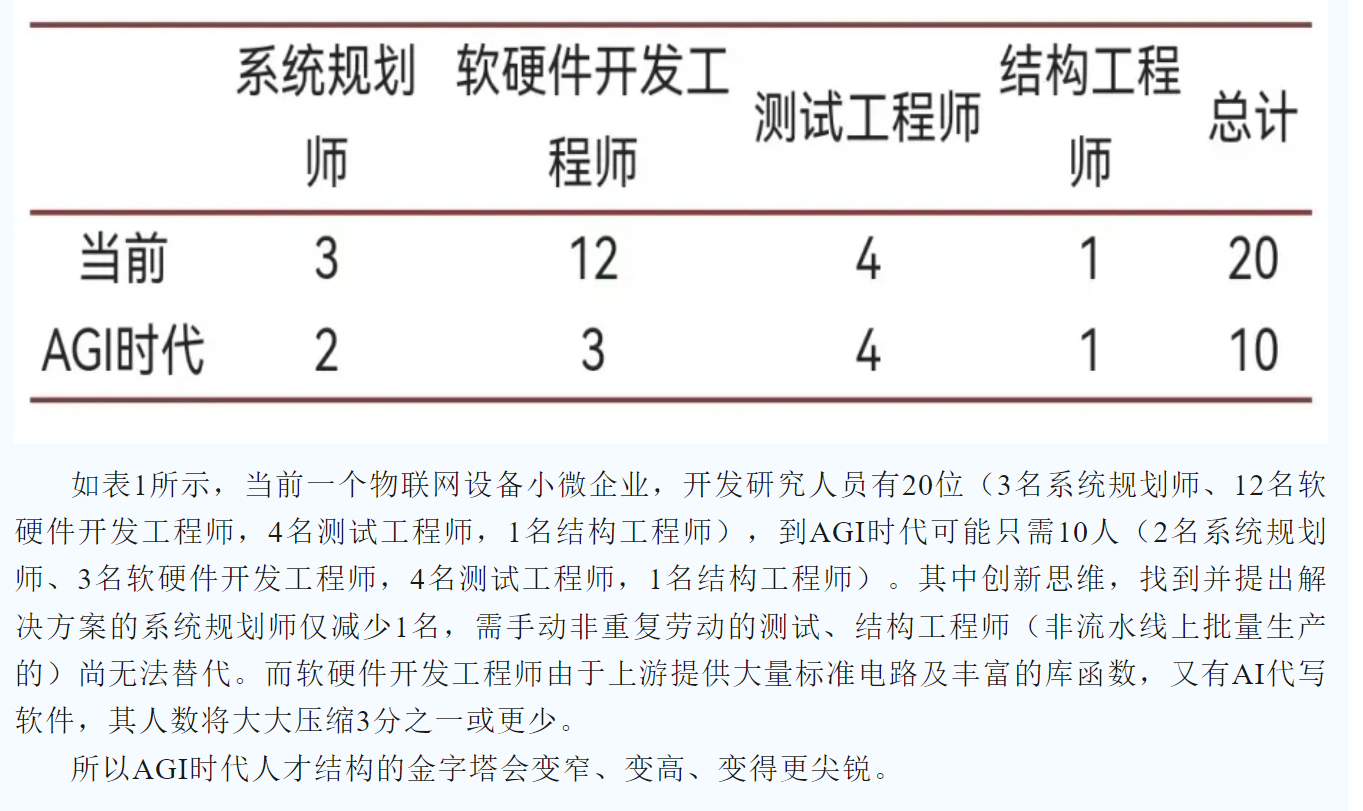 系统规划师 软硬件开发工程师 测试工程师 结构工程师 总计
当前 3 12 4 1 20
AGI时代 2 3 4 1 10
如表1所示，当前一个物联网设备小微企业，开发研究人员有20位（3名系统规划师、12名软
硬件开发工程师，4名测试工程师，1名结构工程师），到AGI时代可能只需10人（2名系统规划
师、3名软硬件开发工程师，4名测试工程师，1名结构工程师）。其中创新思维，找到并提出解
决方案的系统规划师仅减少1名，需手动非重复劳动的测试、结构工程师（非流水线上批量生产
的）尚无法替代。而软硬件开发工程师由于上游提供大量标准电路及丰富的库函数，又有AI代写
软件，其人数将大大压缩3分之一或更少。
所以AGI时代人才结构的金字塔会变窄、变高、变得更尖锐。